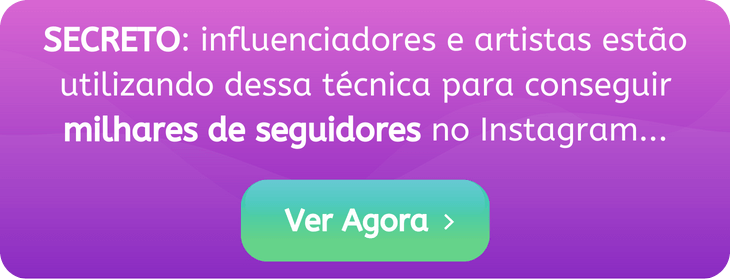 SECRETO: influenciadores e artistas estão
utilizando dessa técnica para conseguir
milhares de seguidores no Instagram...
Ver Agora ›